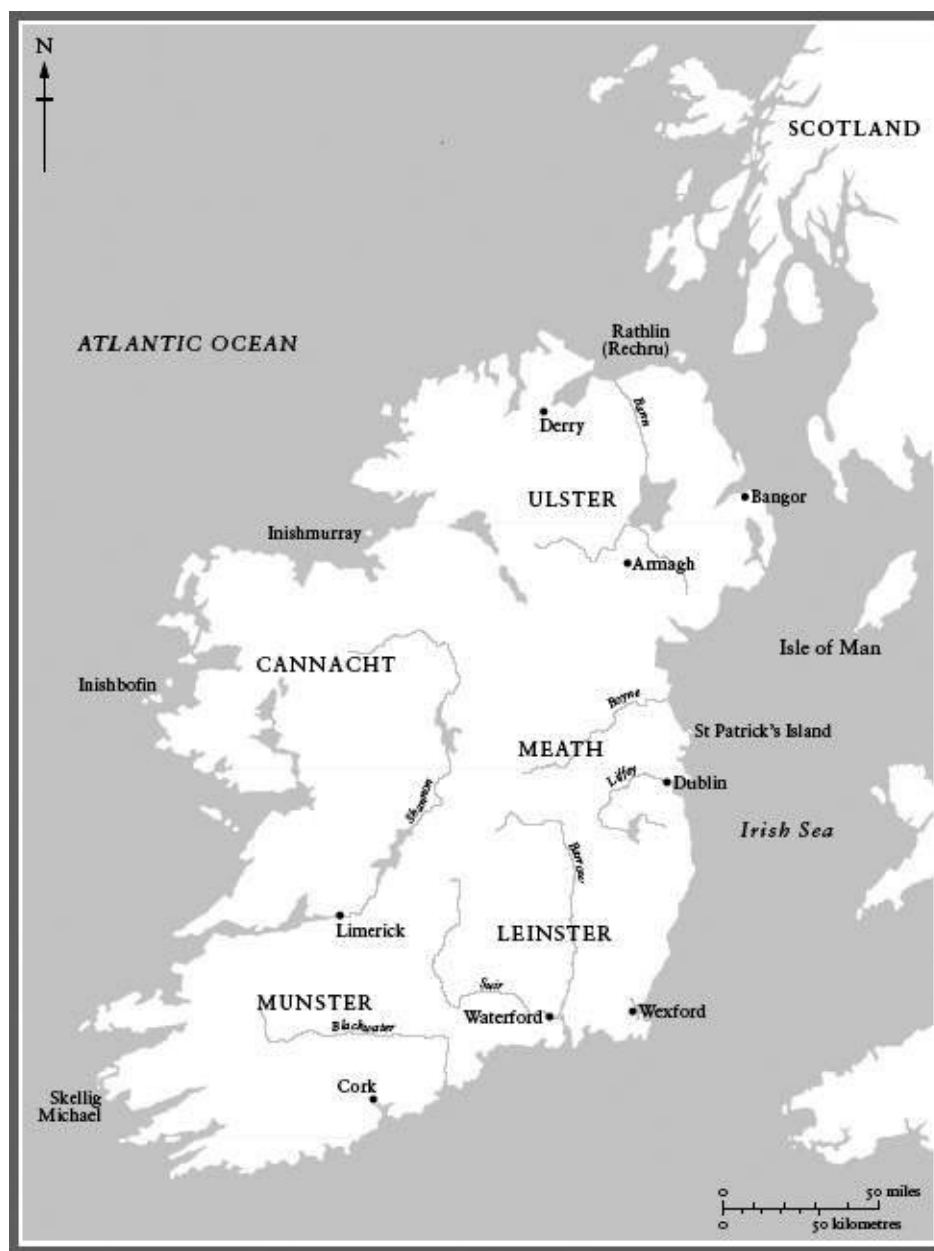 N
SCOTLAND
ATLANTIC OCEAN
Rathlin
(Rechru)
Bann
Derry
ULSTER
Bangor
Inishmurray
Armagh
Isle of Man
CANNACHT
Inishbofin
Boyne
St Patrick's Island
MEATH
Liffey
Dublin
Shannon
Irish Sea
Barrow
Limerick
LEINSTER
MUNSTER
Suir
Waterford
Wexford
Blackwater
Cork
Skellig
Michael
0 50 miles
0 50 kilometres